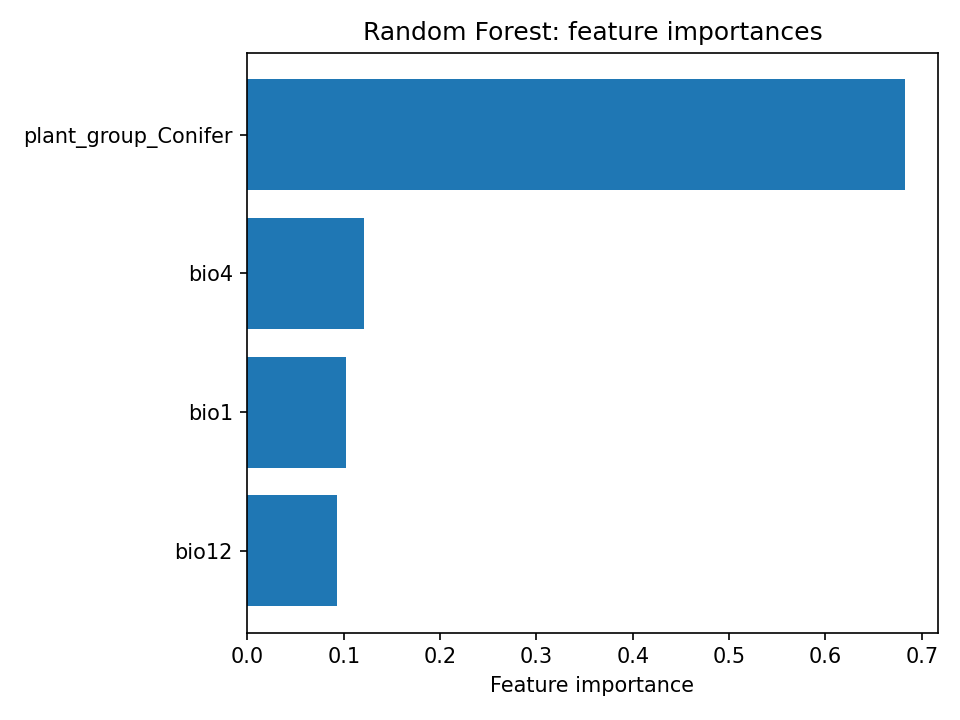 Random Forest: feature importances
plant_group_Conifer
bio4
bio1
bio12
0.0 0.1 0.2 0.3 0.4 0.5 0.6 0.7
Feature importance